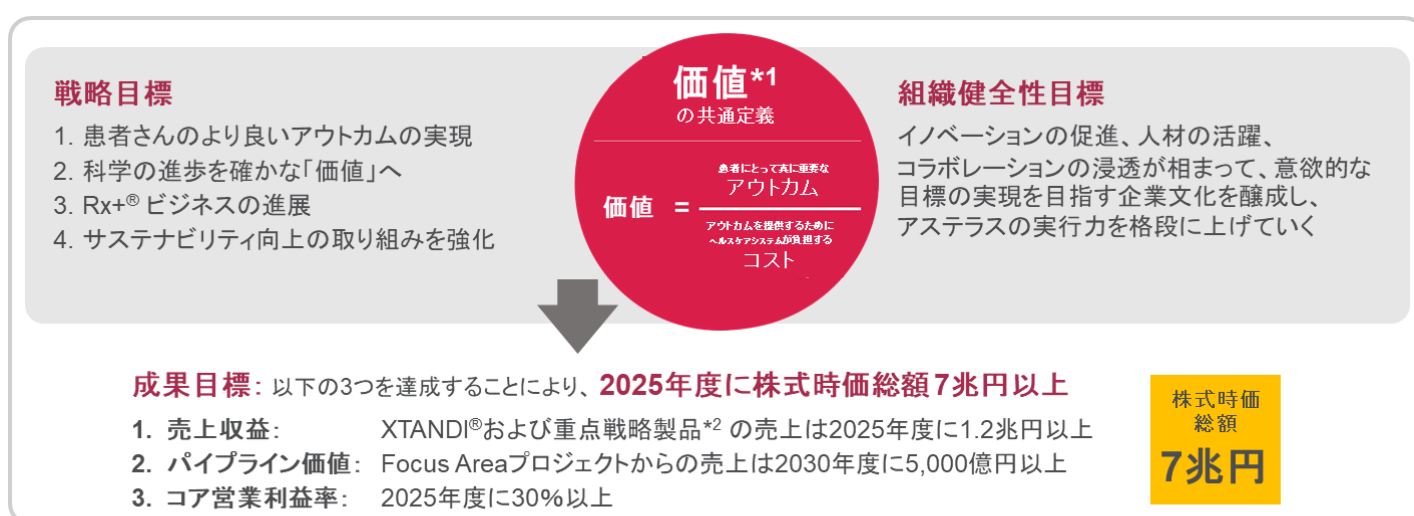 戦略目標
1. 患者さんのより良いアウトカムの実現
2. 科学の進歩を確かな「価値」へ
3. Rx+® ビジネスの進展
4. サステナビリティ向上の取り組みを強化
価値*1
の共通定義
価値 =
患者にとって真に重要な
アウトカム
アウトカムを提供するために
ヘルスケアシステムが負担する
コスト
組織健全性目標
イノベーションの促進、人材の活躍、
コラボレーションの浸透が相まって、意欲的な
目標の実現を目指す企業文化を醸成し、
アステラスの実行力を格段に上げていく
成果目標: 以下の3つを達成することにより、2025年度に株式時価総額7兆円以上
1. 売上収益: XTANDI®および重点戦略製品*2 の売上は2025年度に1.2兆円以上
2. パイプライン価値: Focus Areaプロジェクトからの売上は2030年度に5,000億円以上
3. コア営業利益率: 2025年度に30%以上
株式時価
総額
7兆円